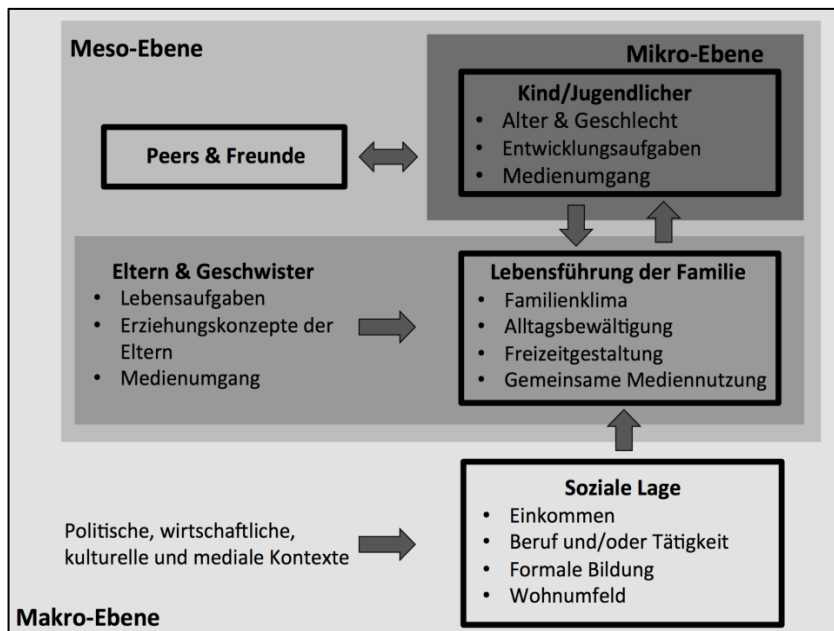 Meso-Ebene
Mikro-Ebene
Kind/Jugendlicher
• Alter & Geschlecht
• Entwicklungsaufgaben
• Medienumgang
Peers & Freunde
Eltern & Geschwister
• Lebensaufgaben
• Erziehungskonzepte der
Eltern
• Medienumgang
Lebensführung der Familie
• Familienklima
• Alltagsbewältigung
• Freizeitgestaltung
• Gemeinsame Mediennutzung
Soziale Lage
• Einkommen
• Beruf und/oder Tätigkeit
• Formale Bildung
• Wohnumfeld
Politische, wirtschaftliche,
kulturelle und mediale Kontexte
Makro-Ebene